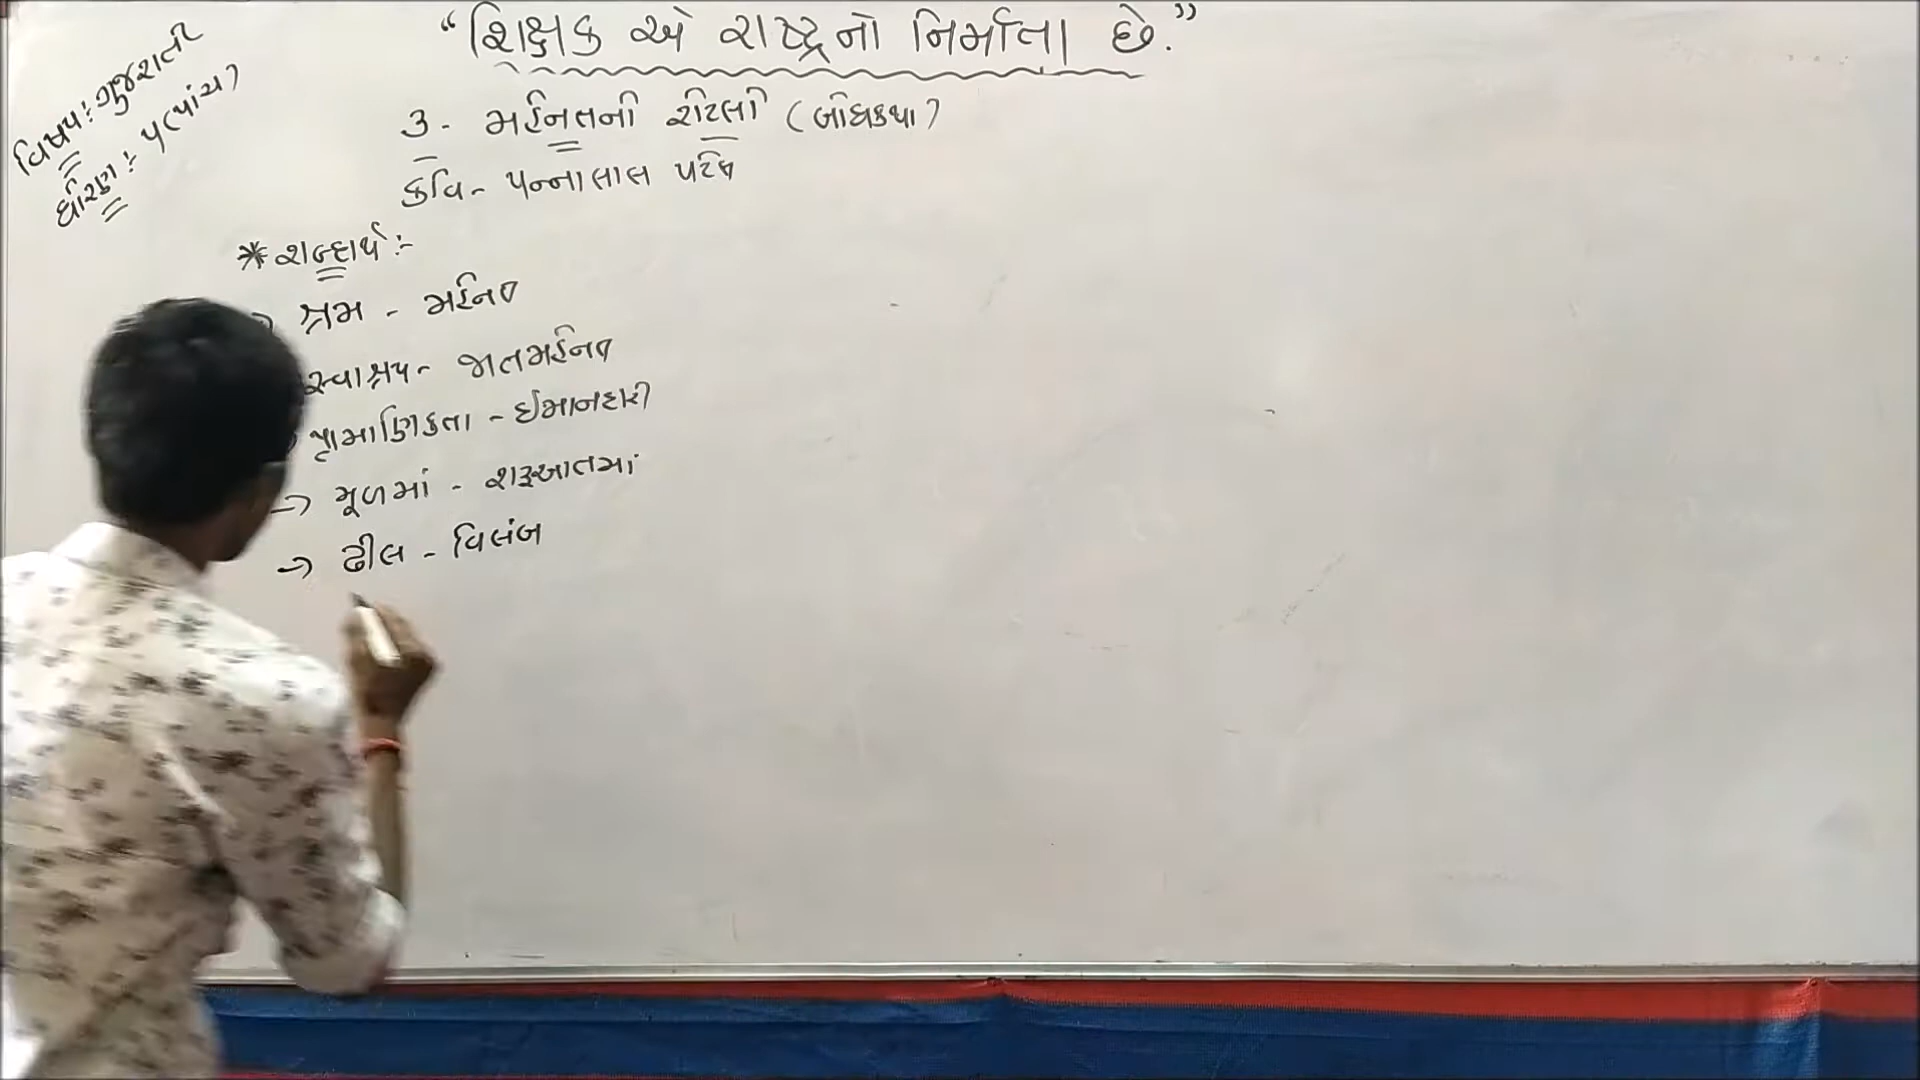 “શિક્ષક એ રાષ્ટ્રનો નિર્માતા છે.”
વિષય:- ગુજરાતી
ધોરણ:- ૫ (પાંચ)
૩. મહેનતની રોટલી (બોધકથા)
કવિ - પન્નાલાલ પટેલ
* શબ્દાર્થ :-
શ્રમ - મહેનત
સ્વાશ્રય - જાતમહેનત
પ્રામાણિકતા - ઈમાનદારી
→ મૂળમાં - શરૂઆતમાં
→ ઢીલ - વિલંબ